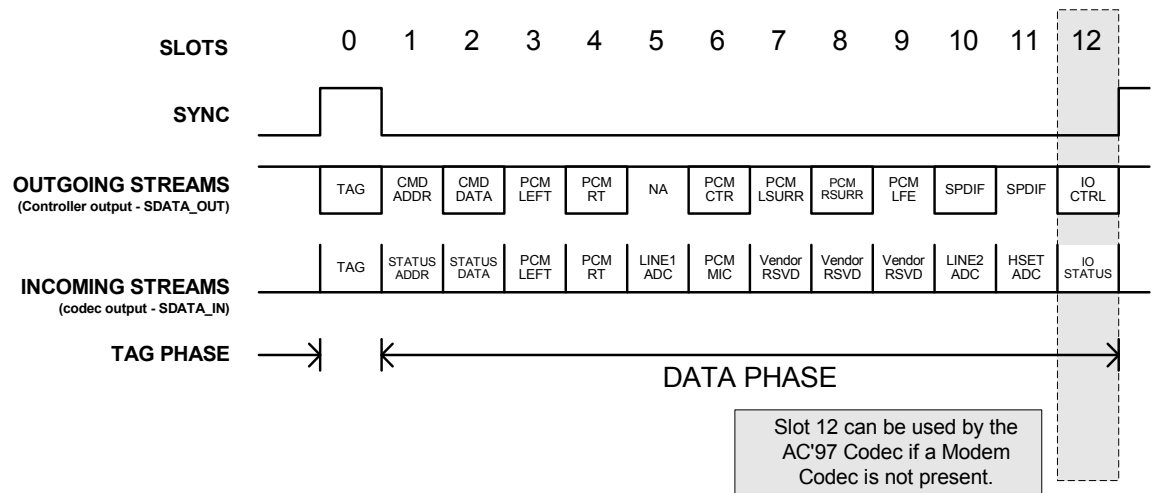 SLOTS 0 1 2 3 4 5 6 7 8 9 10 11 12
SYNC
OUTGOING STREAMS
(Controller output - SDATA_OUT)
TAG
CMD ADDR
CMD DATA
PCM LEFT
PCM RT
NA
PCM CTR
PCM LSURR
PCM RSURR
PCM LFE
SPDIF
SPDIF
IO CTRL
INCOMING STREAMS
(codec output - SDATA_IN)
TAG
STATUS ADDR
STATUS DATA
PCM LEFT
PCM RT
LINE1 ADC
PCM MIC
Vendor RSVD
Vendor RSVD
Vendor RSVD
LINE2 ADC
HSET ADC
IO STATUS
TAG PHASE
DATA PHASE
Slot 12 can be used by the
AC'97 Codec if a Modem
Codec is not present.